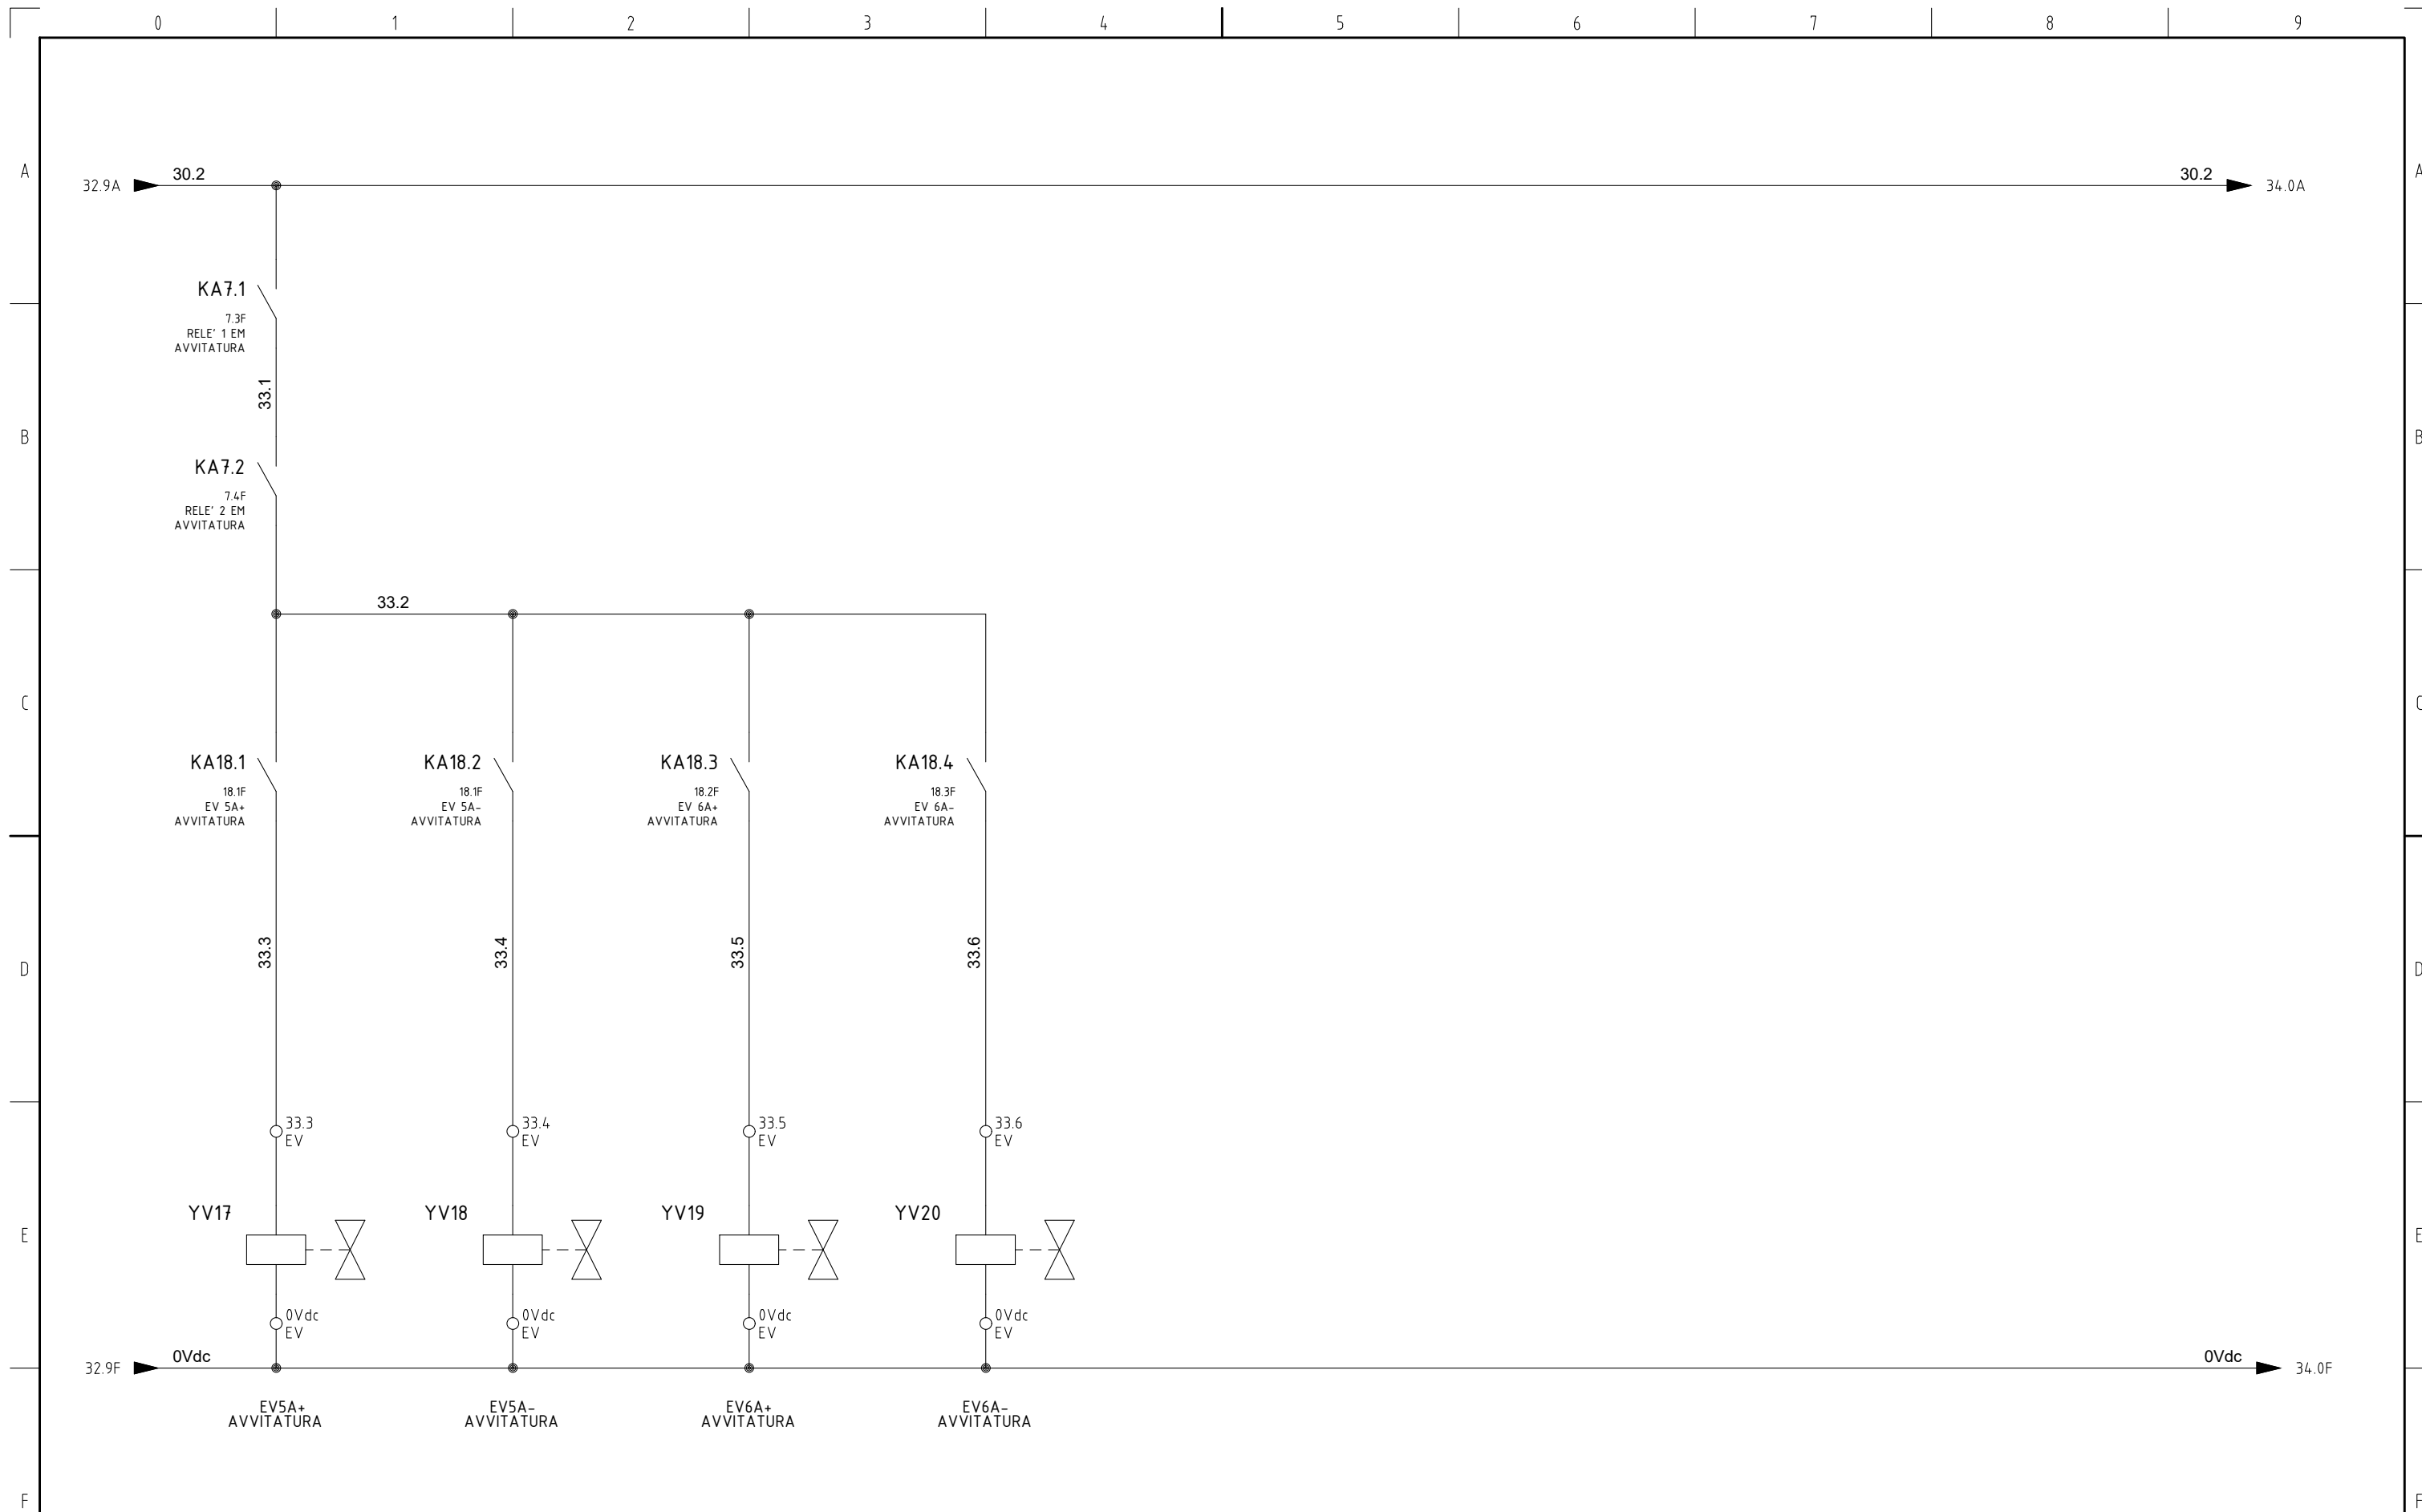 0 1 2 3 4 5 6 7 8 9
A A
32.9A 30.2 30.2 34.0A
KA7.1
7.3F
RELE' 1 EM
AVVITATURA
33.1
B B
KA7.2
7.4F
RELE' 2 EM
AVVITATURA
33.2
C C
KA18.1 KA18.2 KA18.3 KA18.4
18.1F 18.1F 18.2F 18.3F
EV 5A+ EV 5A- EV 6A+ EV 6A-
AVVITATURA AVVITATURA AVVITATURA AVVITATURA
33.3 33.4 33.5 33.6
D D
33.3 33.4 33.5 33.6
EV EV EV EV
YV17 YV18 YV19 YV20
E E
0Vdc 0Vdc 0Vdc 0Vdc
EV EV EV EV
32.9F 0Vdc 0Vdc 34.0F
EV5A+ EV5A- EV6A+ EV6A-
AVVITATURA AVVITATURA AVVITATURA AVVITATURA
F F